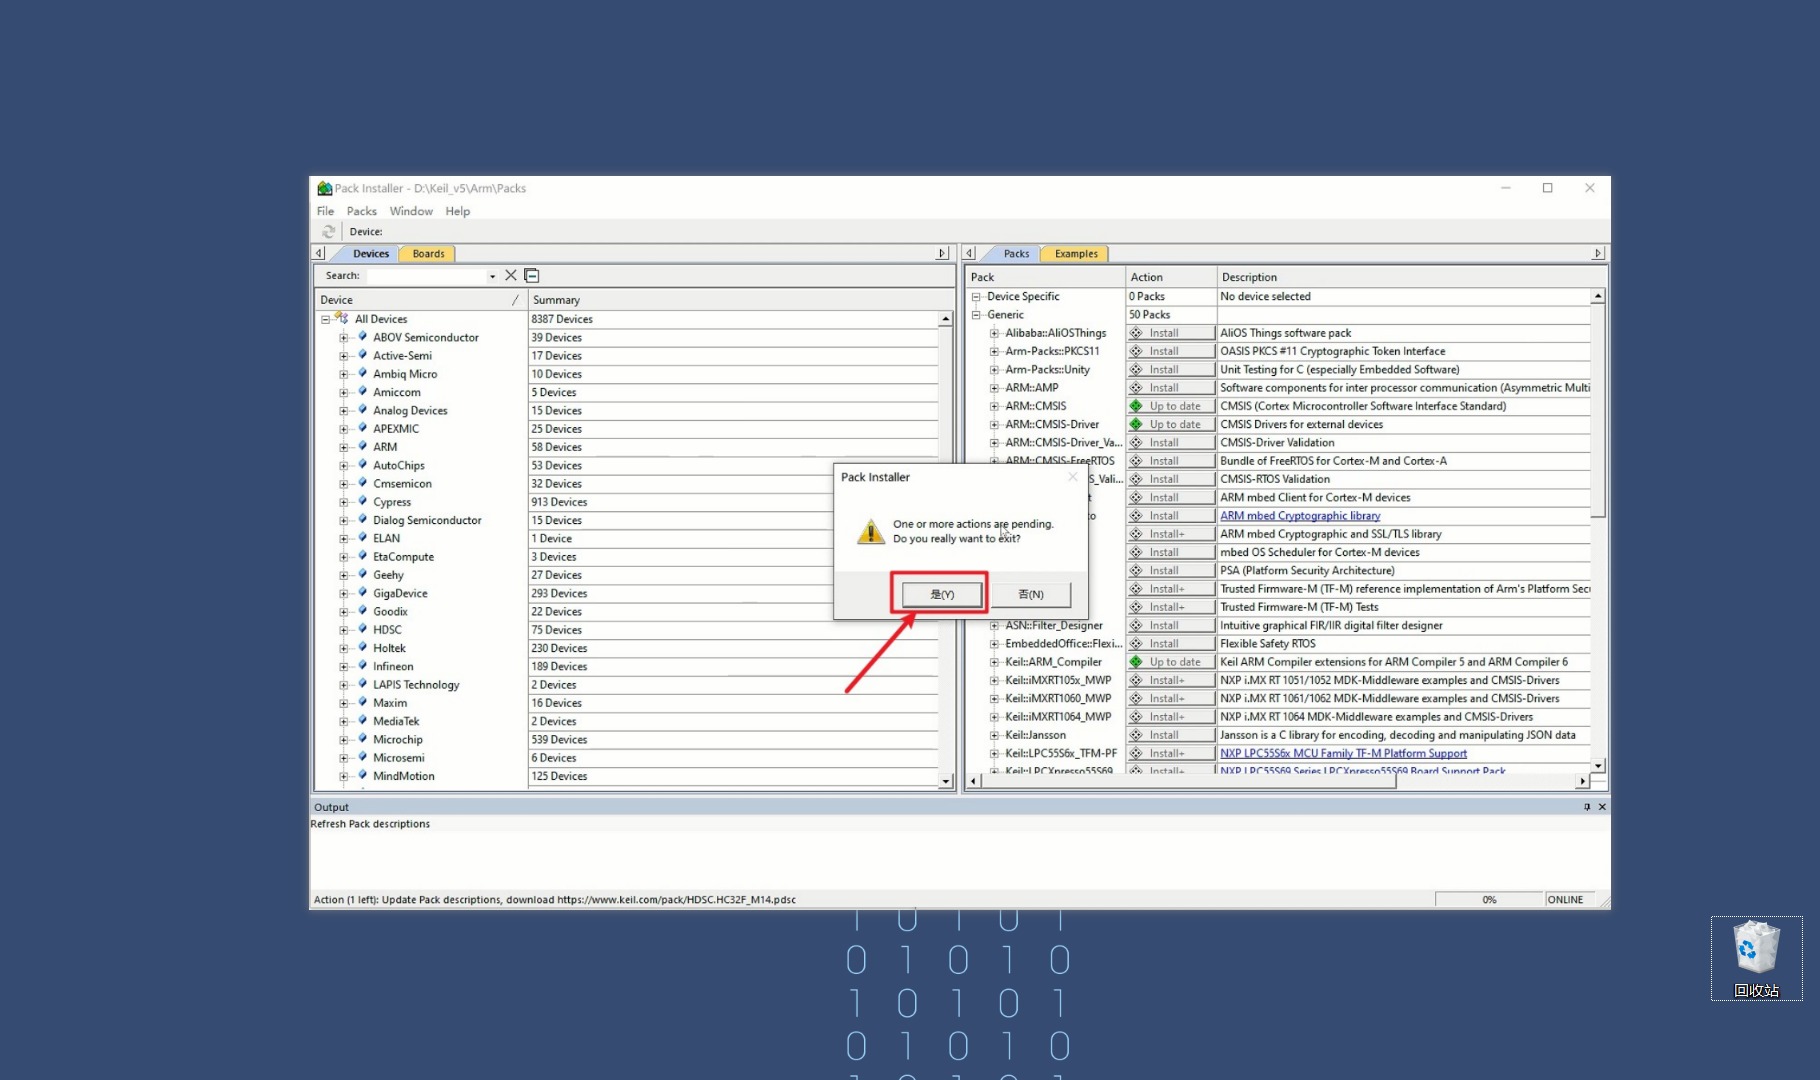 Pack Installer - D:\Keil_v5\Arm\Packs
File Packs Window Help
Device:
Devices Boards
Search:
Device / Summary
All Devices 8387 Devices
ABOV Semiconductor 39 Devices
Active-Semi 17 Devices
Ambiq Micro 10 Devices
Amiccom 5 Devices
Analog Devices 15 Devices
APEXMIC 25 Devices
ARM 58 Devices
AutoChips 53 Devices
Cmsemicon 32 Devices
Cypress 913 Devices
Dialog Semiconductor 15 Devices
ELAN 1 Device
EtaCompute 3 Devices
Geehy 27 Devices
GigaDevice 293 Devices
Goodix 22 Devices
HDSC 75 Devices
Holtek 230 Devices
Infineon 189 Devices
LAPIS Technology 2 Devices
Maxim 16 Devices
MediaTek 2 Devices
Microchip 539 Devices
Microsemi 6 Devices
MindMotion 125 Devices
Packs Examples
Pack Action Description
Device Specific 0 Packs No device selected
Generic 50 Packs
Alibaba::AliOSThings Install AliOS Things software pack
Arm-Packs::PKCS11 Install OASIS PKCS #11 Cryptographic Token Interface
Arm-Packs::Unity Install Unit Testing for C (especially Embedded Software)
ARM::AMP Install Software components for inter processor communication (Asymmetric Multi
ARM::CMSIS Up to date CMSIS (Cortex Microcontroller Software Interface Standard)
ARM::CMSIS-Driver Up to date CMSIS Drivers for external devices
ARM::CMSIS-Driver_Va... Install CMSIS-Driver Validation
ARM::CMSIS-FreeRTOS Install Bundle of FreeRTOS for Cortex-M and Cortex-A
S_Vali... Install CMSIS-RTOS Validation
t Install ARM mbed Client for Cortex-M devices
to Install ARM mbed Cryptographic library
Install+ ARM mbed Cryptographic and SSL/TLS library
Install mbed OS Scheduler for Cortex-M devices
Install PSA (Platform Security Architecture)
Install+ Trusted Firmware-M (TF-M) reference implementation of Arm's Platform Sec
Install+ Trusted Firmware-M (TF-M) Tests
ASN::Filter_Designer Install Intuitive graphical FIR/IIR digital filter designer
EmbeddedOffice::Flexi... Install Flexible Safety RTOS
Keil::ARM_Compiler Up to date Keil ARM Compiler extensions for ARM Compiler 5 and ARM Compiler 6
Keil::iMXRT105x_MWP Install+ NXP i.MX RT 1051/1052 MDK-Middleware examples and CMSIS-Drivers
Keil::iMXRT1060_MWP Install+ NXP i.MX RT 1061/1062 MDK-Middleware examples and CMSIS-Drivers
Keil::iMXRT1064_MWP Install+ NXP i.MX RT 1064 MDK-Middleware examples and CMSIS-Drivers
Keil::Jansson Install Jansson is a C library for encoding, decoding and manipulating JSON data
Keil::LPC55S6x_TFM-PF Install+ NXP LPC55S6x MCU Family TF-M Platform Support
Keil::LPCXpresso55S69 Install+ NXP LPC55S69 Series LPCXpresso55S69 Board Support Pack
Pack Installer
One or more actions are pending.
Do you really want to exit?
是(Y) 否(N)
Output
Refresh Pack descriptions
Action (1 left): Update Pack descriptions, download https://www.keil.com/pack/HDSC.HC32F_M14.pdsc 0% ONLINE
1 0 1 0 1
0 1 0 1 0
1 0 1 0 1
0 1 0 1 0
回收站